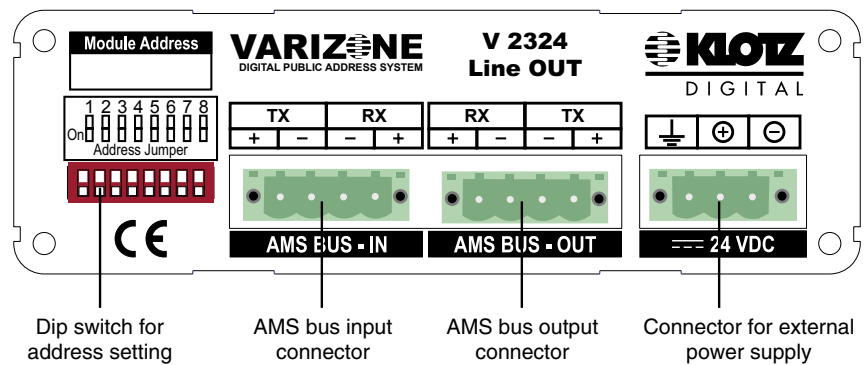 Module Address
1 2 3 4 5 6 7 8
On
Address Jumper
CE
VARIZONE
DIGITAL PUBLIC ADDRESS SYSTEM
V 2324
Line OUT
KLOTZ
DIGITAL
TX RX RX TX
+ – – + + – – +
+ –
AMS BUS - IN
AMS BUS - OUT
24 VDC
Dip switch for
address setting
AMS bus input
connector
AMS bus output
connector
Connector for external
power supply